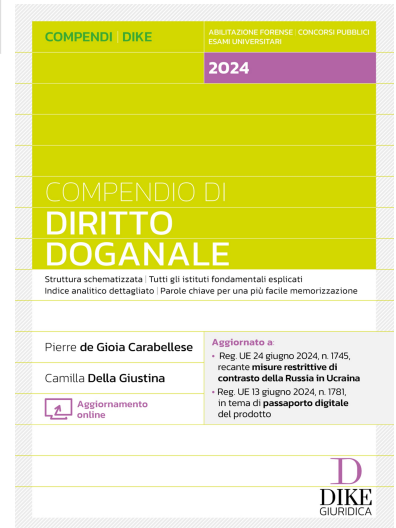 COMPENDI | DIKE
ABILITAZIONE FORENSE | CONCORSI PUBBLICI
ESAMI UNIVERSITARI
2024
COMPENDIO DI
DIRITTO
DOGANALE
Struttura schematizzata | Tutti gli istituti fondamentali esplicati
Indice analitico dettagliato | Parole chiave per una più facile memorizzazione
Pierre de Gioia Carabellese
Camilla Della Giustina
Aggiornamento
online
Aggiornato a:
• Reg. UE 24 giugno 2024, n. 1745,
recante misure restrittive di
contrasto della Russia in Ucraina
• Reg. UE 13 giugno 2024, n. 1781,
in tema di passaporto digitale
del prodotto
D
DIKE
GIURIDICA